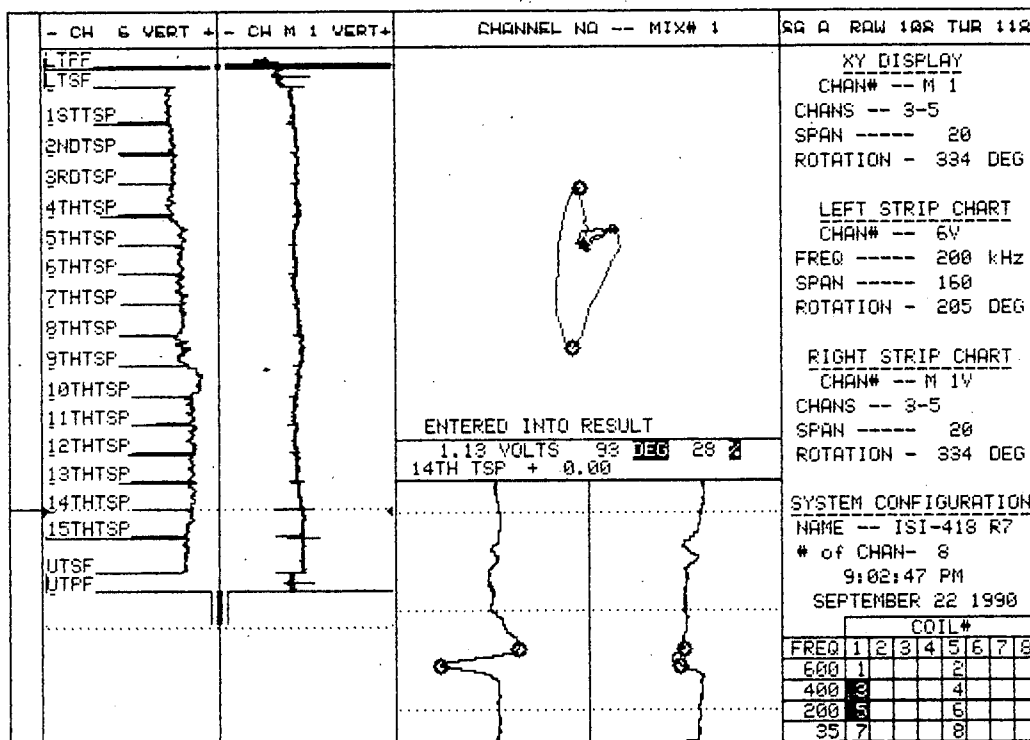 - CH 6 VERT +
- CH M 1 VERT+
CHANNEL NO -- MIX# 1
SG A RAW 108 TWR 118
LTPF
LTSF
1STTSP
2NDTSP
3RDTSP
4THTSP
5THTSP
6THTSP
7THTSP
8THTSP
9THTSP
10THTSP
11THTSP
12THTSP
13THTSP
14THTSP
15THTSP
UTSF
UTPF
ENTERED INTO RESULT
1.13 VOLTS 93 DEG 28 %
14TH TSP + 0.00
XY DISPLAY
CHAN# -- M 1
CHANS -- 3-5
SPAN ----- 20
ROTATION - 334 DEG
LEFT STRIP CHART
CHAN# -- 6V
FREQ ----- 200 kHz
SPAN ----- 160
ROTATION - 205 DEG
RIGHT STRIP CHART
CHAN# -- M 1V
CHANS -- 3-5
SPAN ----- 20
ROTATION - 334 DEG
SYSTEM CONFIGURATION
NAME -- ISI-418 R7
# of CHAN- 8
9:02:47 PM
SEPTEMBER 22 1990
COIL#
FREQ 1 2 3 4 5 6 7 8
600 1 2
400 3 4
200 5 6
35 7 8